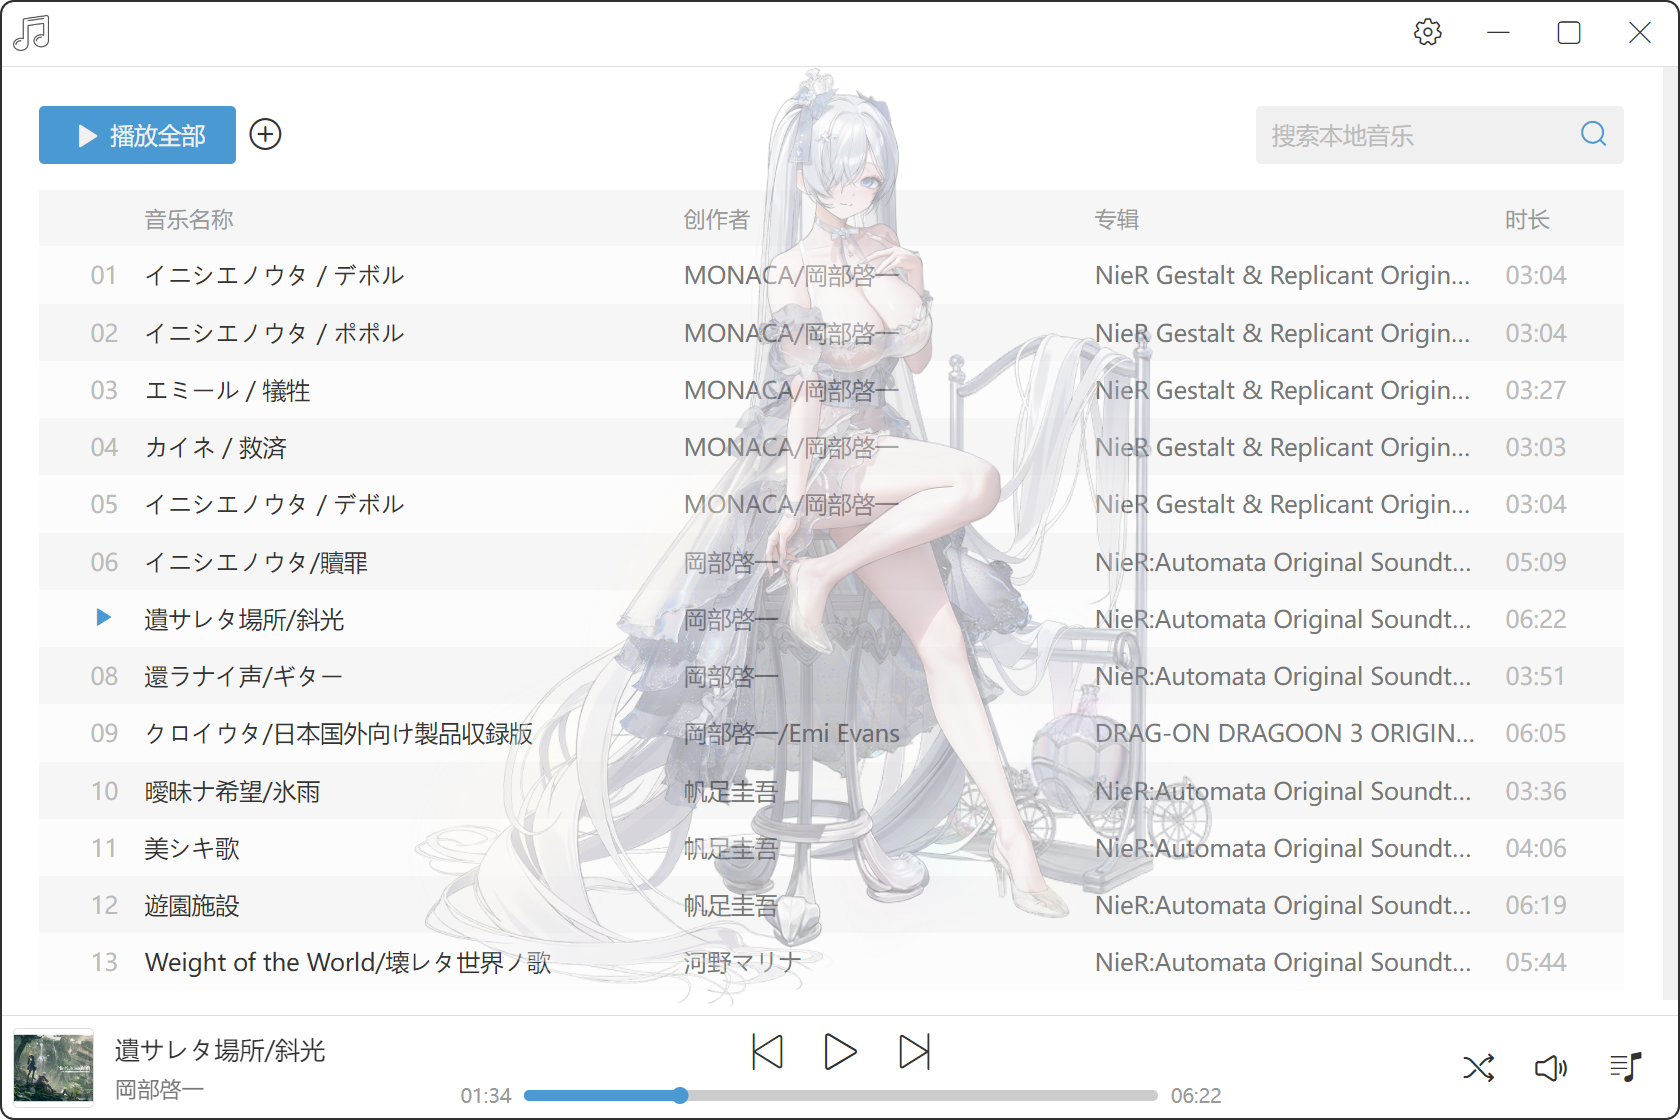 播放全部
搜索本地音乐
音乐名称 创作者 专辑 时长
01 イニシエノウタ / デボル MONACA/岡部啓一 NieR Gestalt & Replicant Origin... 03:04
02 イニシエノウタ / ポポル MONACA/岡部啓一 NieR Gestalt & Replicant Origin... 03:04
03 エミール / 犠牲 MONACA/岡部啓一 NieR Gestalt & Replicant Origin... 03:27
04 カイネ / 救済 MONACA/岡部啓一 NieR Gestalt & Replicant Origin... 03:03
05 イニシエノウタ / デボル MONACA/岡部啓一 NieR Gestalt & Replicant Origin... 03:04
06 イニシエノウタ/贖罪 岡部啓一 NieR:Automata Original Soundt... 05:09
遺サレタ場所/斜光 岡部啓一 NieR:Automata Original Soundt... 06:22
08 還ラナイ声/ギター 岡部啓一 NieR:Automata Original Soundt... 03:51
09 クロイウタ/日本国外向け製品収録版 岡部啓一/Emi Evans DRAG-ON DRAGOON 3 ORIGIN... 06:05
10 曖昧ナ希望/氷雨 帆足圭吾 NieR:Automata Original Soundt... 03:36
11 美シキ歌 帆足圭吾 NieR:Automata Original Soundt... 04:06
12 遊園施設 帆足圭吾 NieR:Automata Original Soundt... 06:19
13 Weight of the World/壊レタ世界ノ歌 河野マリナ NieR:Automata Original Soundt... 05:44
遺サレタ場所/斜光
岡部啓一
01:34 06:22